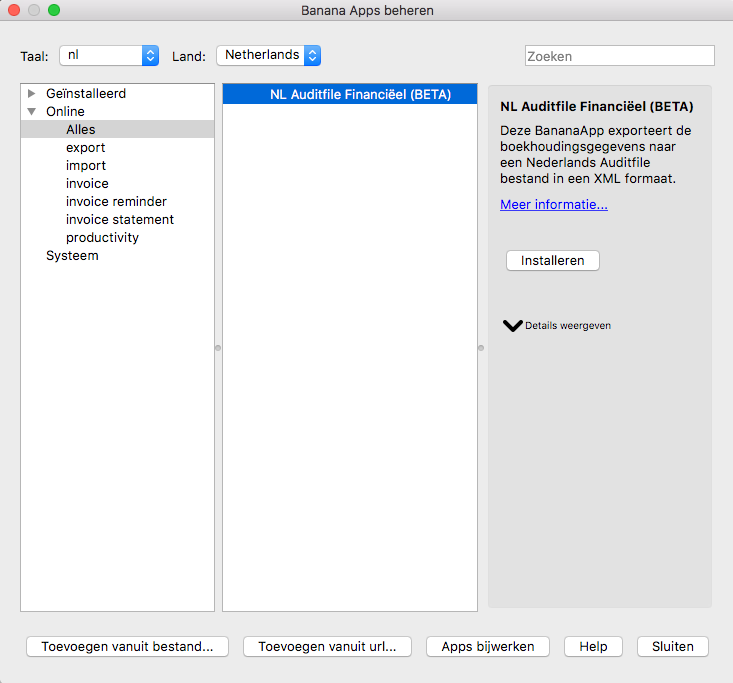 Banana Apps beheren
Taal: nl Land: Netherlands Zoeken
Geïnstalleerd
Online
Alles
export
import
invoice
invoice reminder
invoice statement
productivity
Systeem
NL Auditfile Financiëel (BETA)
NL Auditfile Financiëel (BETA)
Deze BananaApp exporteert de
boekhoudingsgegevens naar
een Nederlands Auditfile
bestand in een XML formaat.
Meer informatie...
Installeren
Details weergeven
Toevoegen vanuit bestand... Toevoegen vanuit url... Apps bijwerken Help Sluiten